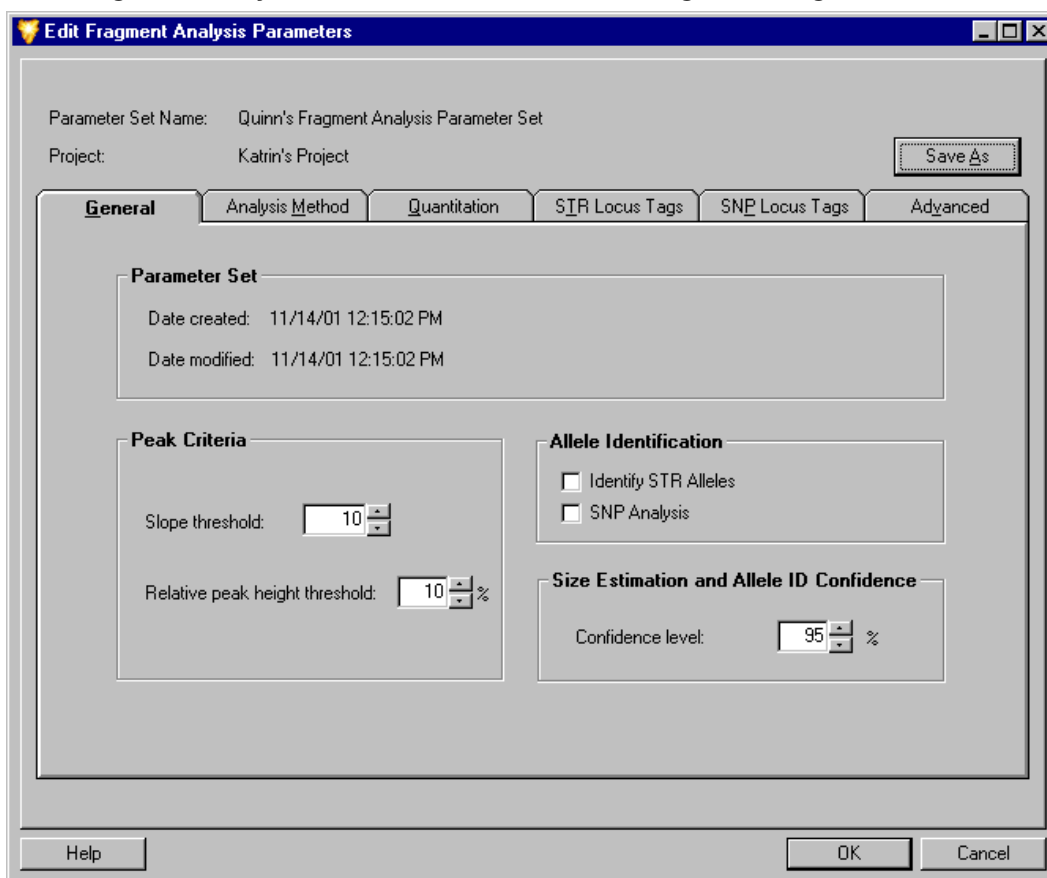 Edit Fragment Analysis Parameters
Parameter Set Name: Quinn's Fragment Analysis Parameter Set
Project: Katrin's Project
Save As
General Analysis Method Quantitation STR Locus Tags SNP Locus Tags Advanced
Parameter Set
Date created: 11/14/01 12:15:02 PM
Date modified: 11/14/01 12:15:02 PM
Peak Criteria
Slope threshold: 10
Relative peak height threshold: 10 %
Allele Identification
Identify STR Alleles
SNP Analysis
Size Estimation and Allele ID Confidence
Confidence level: 95 %
Help OK Cancel